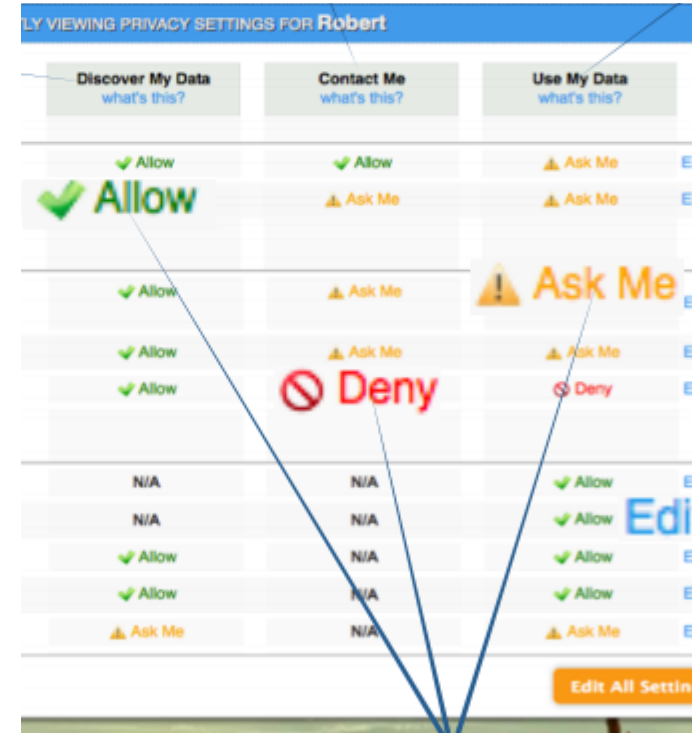 TLY VIEWING PRIVACY SETTINGS FOR Robert
Discover My Data Contact Me Use My Data
what's this? what's this? what's this?
Allow Allow Ask Me E
Allow Ask Me Ask Me E
Allow Ask Me Ask Me E
Allow Ask Me Ask Me E
Allow Deny Deny E
N/A N/A Allow E
N/A N/A Allow Edi
Allow N/A Allow E
Allow N/A Allow E
Ask Me N/A Ask Me E
Edit All Settin